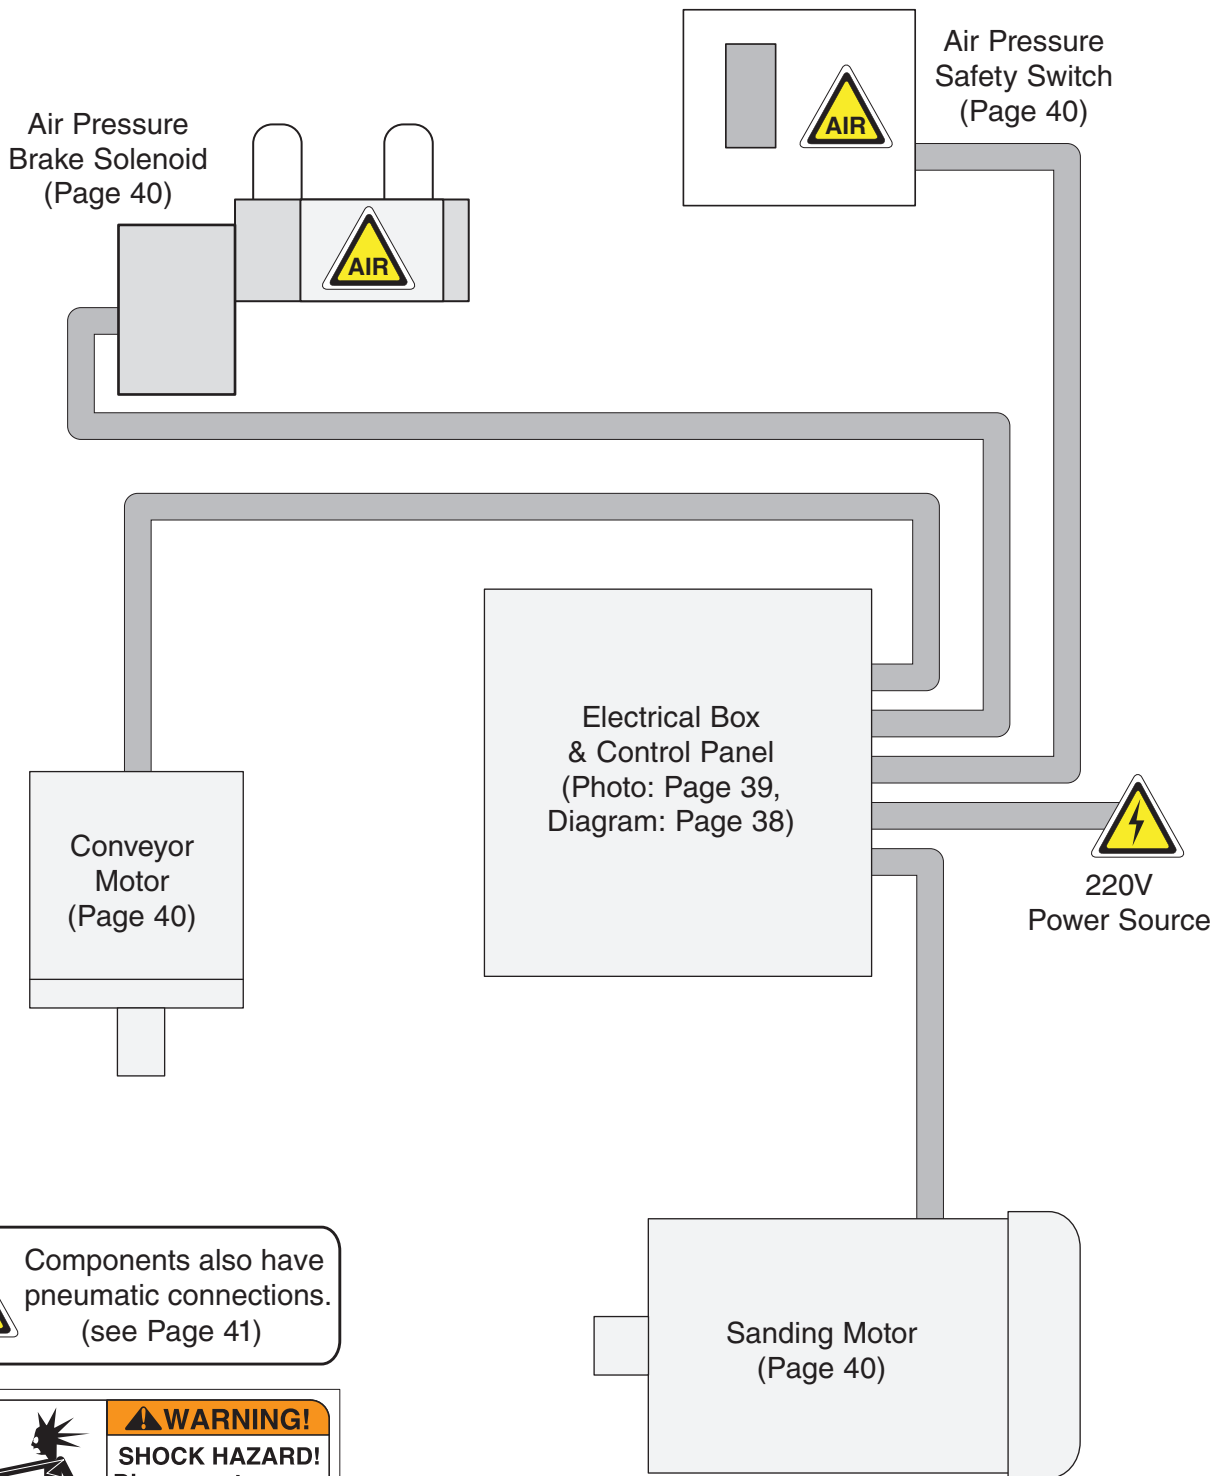 Air Pressure
Safety Switch
(Page 40)
AIR
Air Pressure
Brake Solenoid
(Page 40)
AIR
Electrical Box
& Control Panel
(Photo: Page 39,
Diagram: Page 38)
Conveyor
Motor
(Page 40)
220V
Power Source
Components also have
pneumatic connections.
(see Page 41)
Sanding Motor
(Page 40)
WARNING!
SHOCK HAZARD!